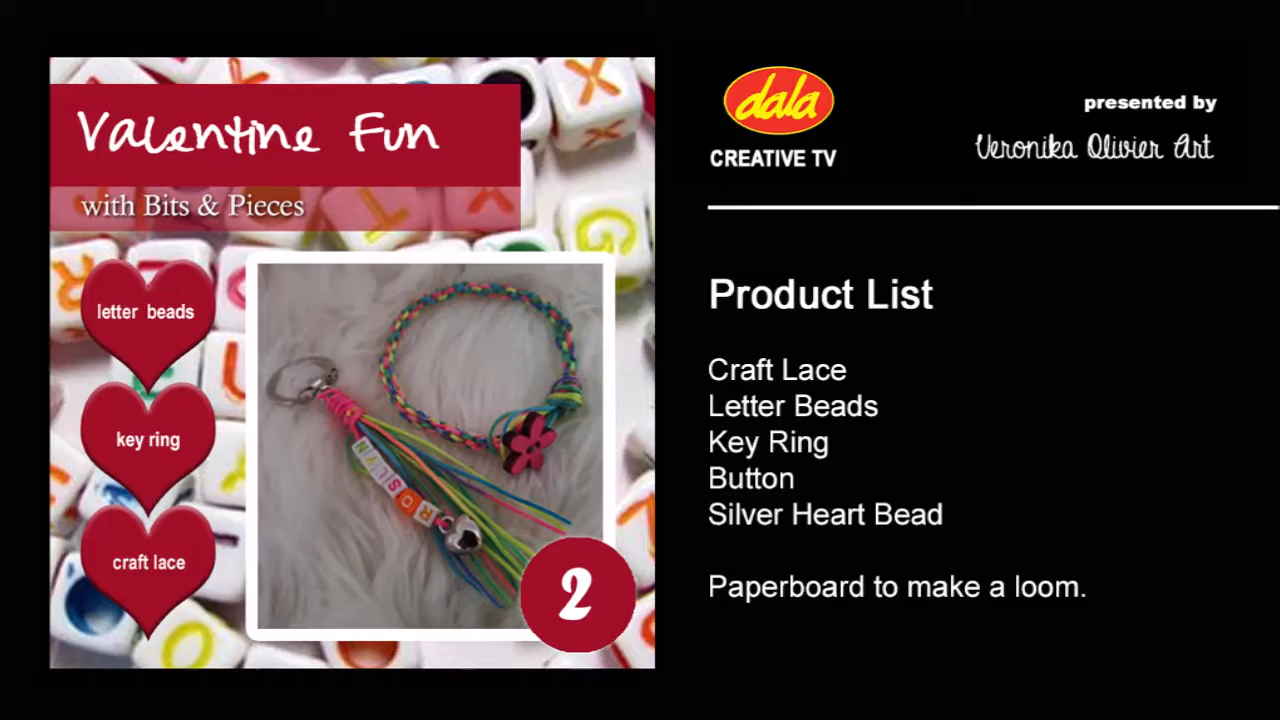 Valentine Fun
with Bits & Pieces
letter beads
key ring
craft lace
ROSLYN
2
dala
CREATIVE TV
presented by
Veronika Olivier Art
Product List
Craft Lace
Letter Beads
Key Ring
Button
Silver Heart Bead
Paperboard to make a loom.